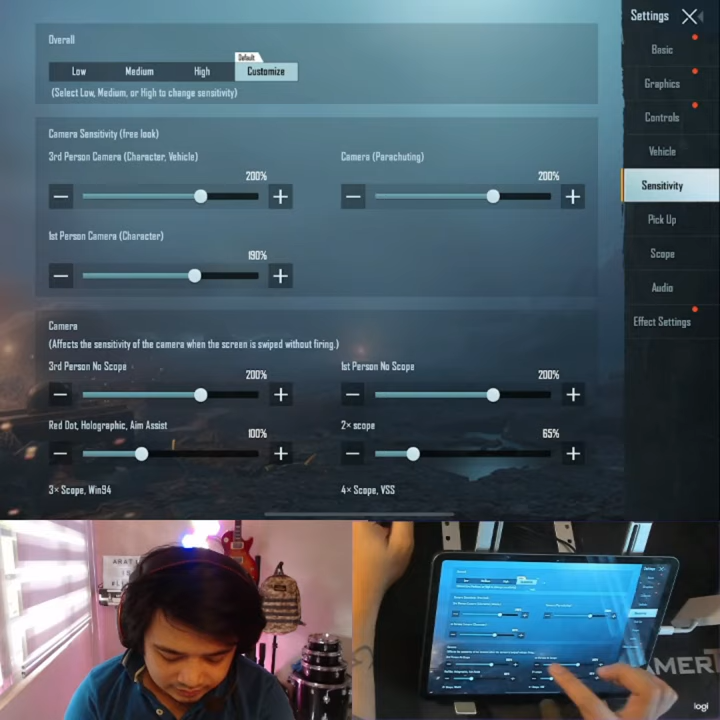 Settings
Overall
Default
Low Medium High Customize
(Select Low, Medium, or High to change sensitivity)
Camera Sensitivity (free look)
3rd Person Camera (Character, Vehicle) Camera (Parachuting)
200% 200%
1st Person Camera (Character)
190%
Camera
(Affects the sensitivity of the camera when the screen is swiped without firing.)
3rd Person No Scope 1st Person No Scope
200% 200%
Red Dot, Holographic, Aim Assist 2× scope
100% 65%
3× Scope, Win94 4× Scope, VSS
Basic
Graphics
Controls
Vehicle
Sensitivity
Pick Up
Scope
Audio
Effect Settings
AMER
logi